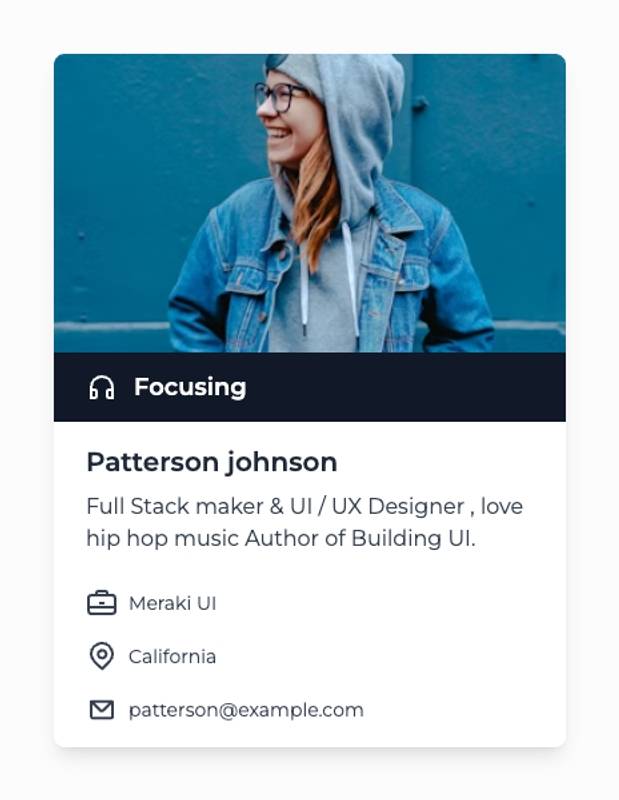 Focusing
Patterson johnson
Full Stack maker & UI / UX Designer , love
hip hop music Author of Building UI.
Meraki UI
California
patterson@example.com